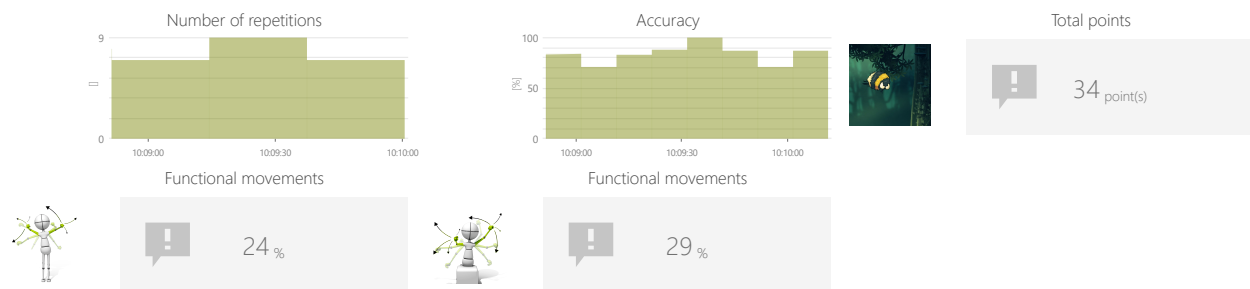 Number of repetitions
9
[]
0
10:09:00
10:09:30
10:10:00
Accuracy
100
[%]
50
0
10:09:00
10:09:30
10:10:00
Total points
34 point(s)
Functional movements
24 %
Functional movements
29 %